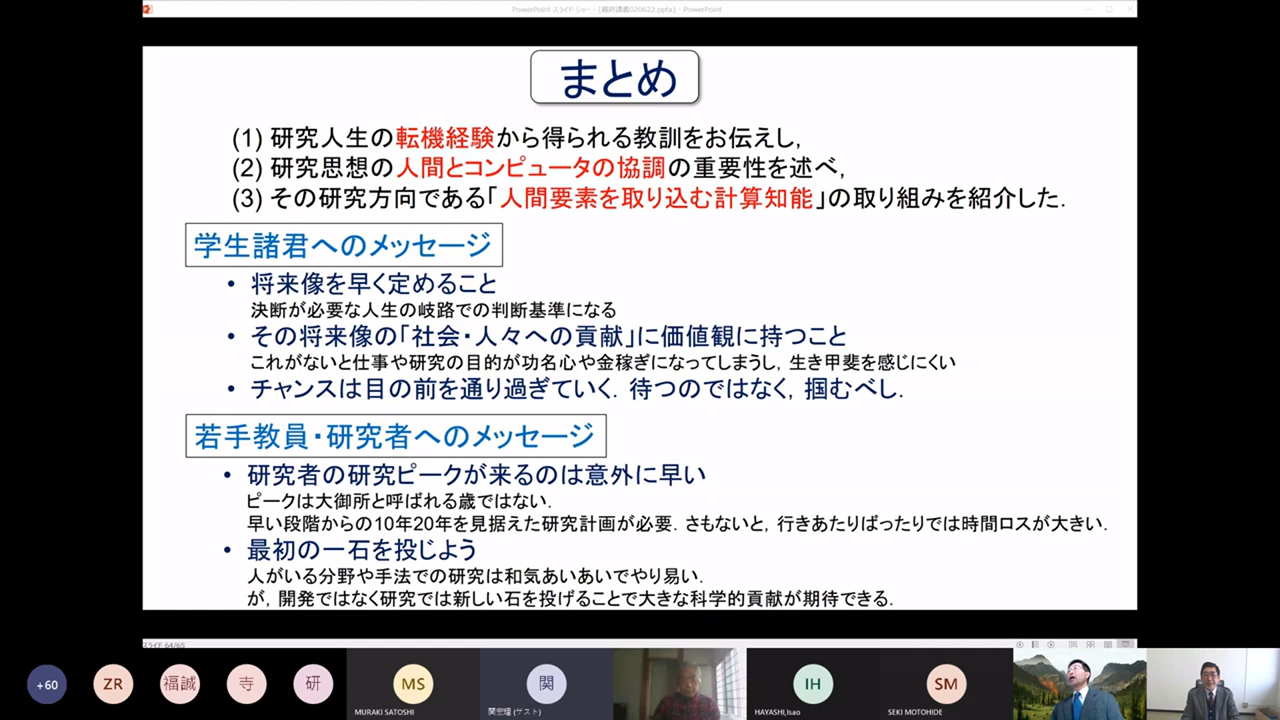 PowerPoint スライド ショー - [最終講義020622.pptx] - PowerPoint
まとめ
(1) 研究人生の転機経験から得られる教訓をお伝えし，
(2) 研究思想の人間とコンピュータの協調の重要性を述べ，
(3) その研究方向である「人間要素を取り込む計算知能」の取り組みを紹介した．
学生諸君へのメッセージ
• 将来像を早く定めること
決断が必要な人生の岐路での判断基準になる
• その将来像の「社会・人々への貢献」に価値観に持つこと
これがないと仕事や研究の目的が功名心や金稼ぎになってしまうし，生き甲斐を感じにくい
• チャンスは目の前を通り過ぎていく．待つのではなく，掴むべし．
若手教員・研究者へのメッセージ
• 研究者の研究ピークが来るのは意外に早い
ピークは大御所と呼ばれる歳ではない．
早い段階からの10年20年を見据えた研究計画が必要．さもないと，行きあたりばったりでは時間ロスが大きい．
• 最初の一石を投じよう
人がいる分野や手法での研究は和気あいあいでやり易い．
が，開発ではなく研究では新しい石を投げることで大きな科学的貢献が期待できる．
スライド 64/65
+60
ZR
福誠
寺
研
MS
MURAKI SATOSHI
関
(ゲスト)
IH
HAYASHI,Isao
SM
SEKI MOTOHIDE